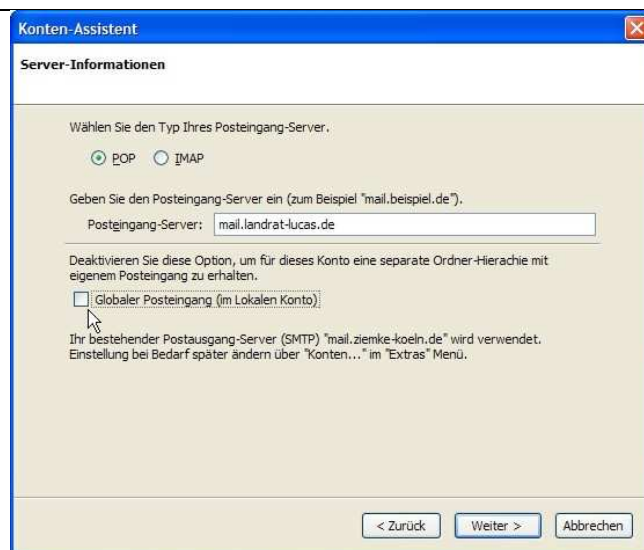 Konten-Assistent
Server-Informationen
Wählen Sie den Typ Ihres Posteingang-Server.
POP IMAP
Geben Sie den Posteingang-Server ein (zum Beispiel "mail.beispiel.de").
Posteingang-Server: mail.landrat-lucas.de
Deaktivieren Sie diese Option, um für dieses Konto eine separate Ordner-Hierachie mit
eigenem Posteingang zu erhalten.
Globaler Posteingang (im Lokalen Konto)
Ihr bestehender Postausgang-Server (SMTP) "mail.ziemke-koeln.de" wird verwendet.
Einstellung bei Bedarf später ändern über "Konten..." im "Extras" Menü.
< Zurück Weiter > Abbrechen